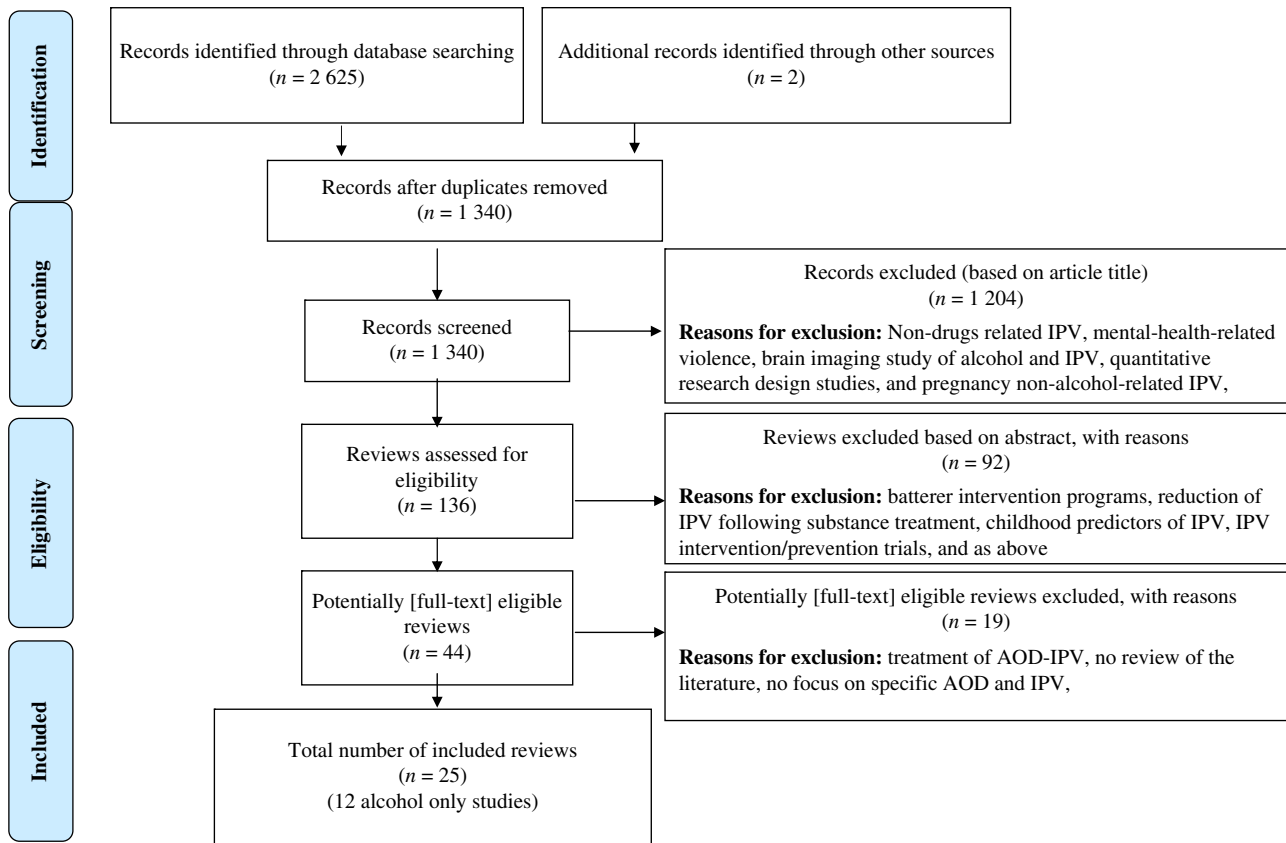 Identification
Records identified through database searching
(n = 2 625)
Additional records identified through other sources
(n = 2)
Records after duplicates removed
(n = 1 340)
Screening
Records screened
(n = 1 340)
Records excluded (based on article title)
(n = 1 204)
Reasons for exclusion: Non-drugs related IPV, mental-health-related
violence, brain imaging study of alcohol and IPV, quantitative
research design studies, and pregnancy non-alcohol-related IPV,
Eligibility
Reviews assessed for
eligibility
(n = 136)
Reviews excluded based on abstract, with reasons
(n = 92)
Reasons for exclusion: batterer intervention programs, reduction of
IPV following substance treatment, childhood predictors of IPV, IPV
intervention/prevention trials, and as above
Potentially [full-text] eligible
reviews
(n = 44)
Potentially [full-text] eligible reviews excluded, with reasons
(n = 19)
Reasons for exclusion: treatment of AOD-IPV, no review of the
literature, no focus on specific AOD and IPV,
Included
Total number of included reviews
(n = 25)
(12 alcohol only studies)